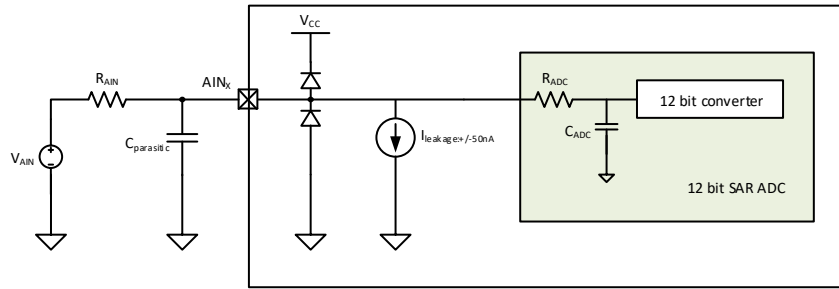 VCC
RAIN
AINX
RADC
12 bit converter
VAIN
Cparasitic
Ileakage:+/-50nA
CADC
12 bit SAR ADC